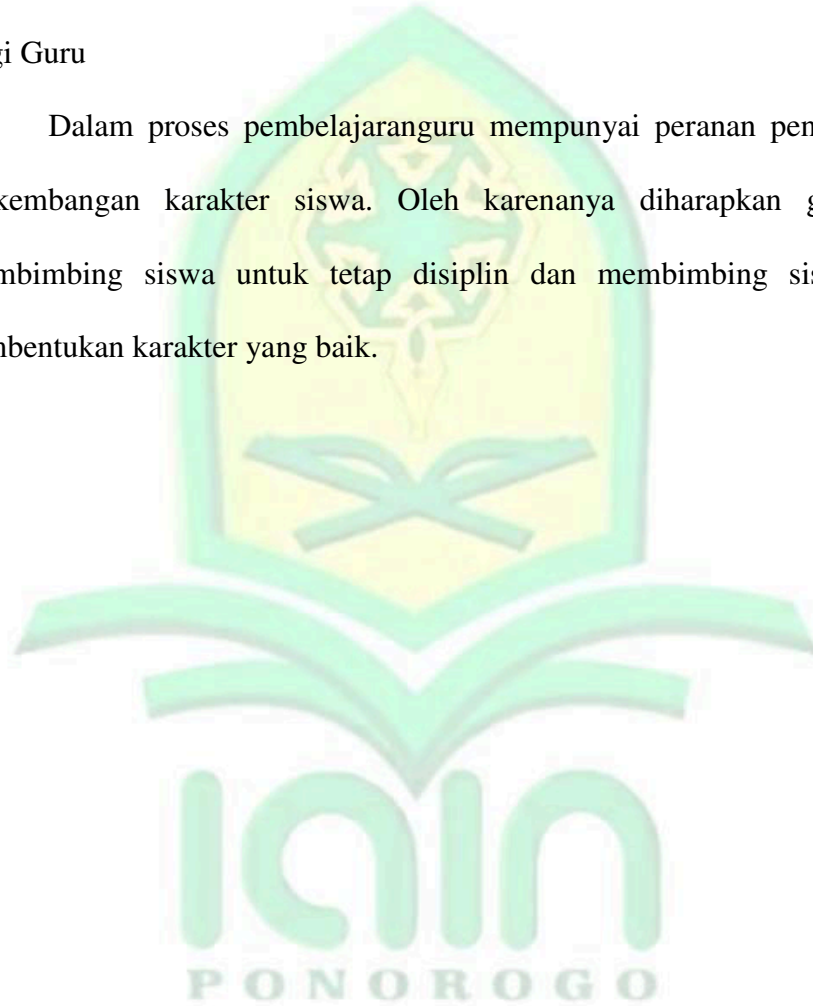 gi Guru
Dalam proses pembelajaranguru mempunyai peranan pen
kembangan karakter siswa. Oleh karenanya diharapkan g
mbimbing siswa untuk tetap disiplin dan membimbing sis
nbentukan karakter yang baik.
IAIN
PONOROGO